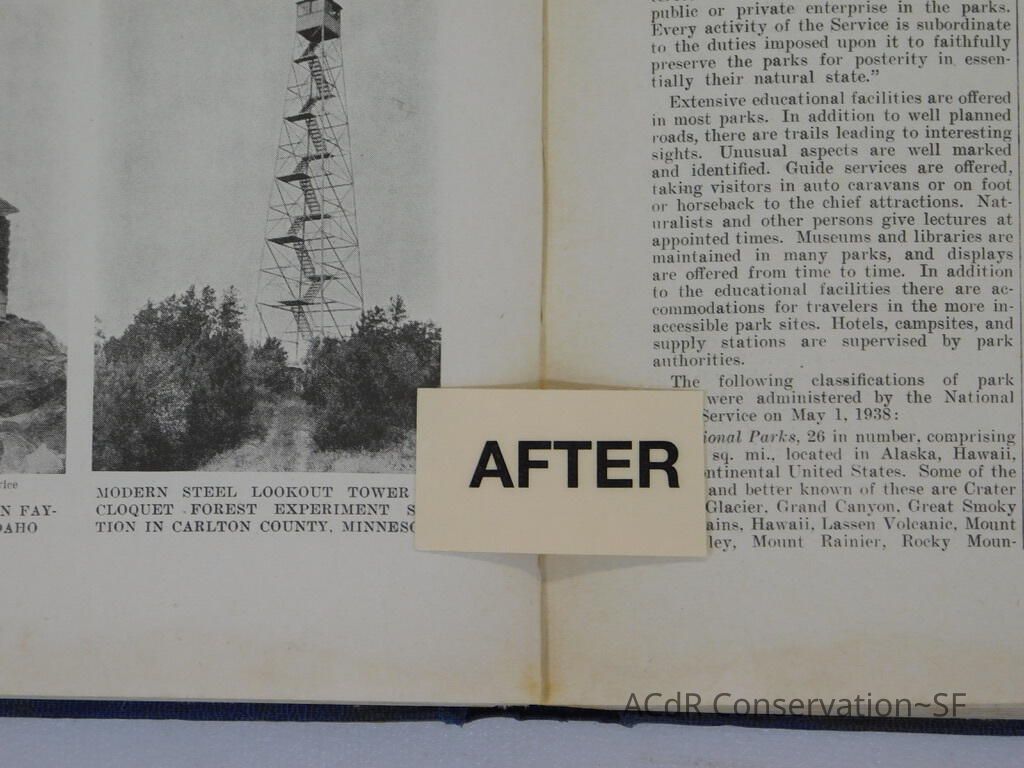 rice
N FAY-
DAHO
MODERN STEEL LOOKOUT TOWER
CLOQUET FOREST EXPERIMENT
TION IN CARLTON COUNTY, MINNESO
AFTER
public or private enterprise in the parks.
Every activity of the Service is subordinate
to the duties imposed upon it to faithfully
preserve the parks for posterity in essen-
tially their natural state."
Extensive educational facilities are offered
in most parks. In addition to well planned
roads, there are trails leading to interesting
sights. Unusual aspects are well marked
and identified. Guide services are offered,
taking visitors in auto caravans or on foot
or horseback to the chief attractions. Nat-
uralists and other persons give lectures at
appointed times. Museums and libraries are
maintained in many parks, and displays
are offered from time to time. In addition
to the educational facilities there are ac-
commodations for travelers in the more in-
accessible park sites. Hotels, campsites, and
supply stations are supervised by park
authorities.
The following classifications of park
were administered by the National
Service on May 1, 1938:
ional Parks, 26 in number, comprising
sq. mi., located in Alaska, Hawaii,
ntinental United States. Some of the
and better known of these are Crater
Glacier, Grand Canyon, Great Smoky
ains, Hawaii, Lassen Volcanic, Mount
ley, Mount Rainier, Rocky Moun-
ACdR Conservation~SF